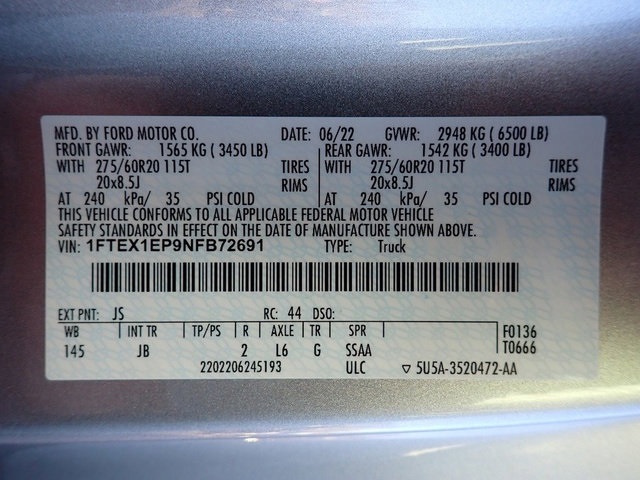 MFD. BY FORD MOTOR CO. DATE: 06/22 GVWR: 2948 KG ( 6500 LB)
FRONT GAWR: 1565 KG ( 3450 LB) REAR GAWR: 1542 KG ( 3400 LB)
WITH 275/60R20 115T TIRES WITH 275/60R20 115T TIRES
20x8.5J RIMS 20x8.5J RIMS
AT 240 kPa/ 35 PSI COLD AT 240 kPa/ 35 PSI COLD
THIS VEHICLE CONFORMS TO ALL APPLICABLE FEDERAL MOTOR VEHICLE
SAFETY STANDARDS IN EFFECT ON THE DATE OF MANUFACTURE SHOWN ABOVE.
VIN: 1FTEX1EP9NFB72691 TYPE: Truck
EXT PNT: JS RC: 44 DSO:
WB INT TR TP/PS R AXLE TR SPR F0136
145 JB 2 L6 G SSAA T0666
2202206245193 ULC ▽ 5U5A-3520472-AA